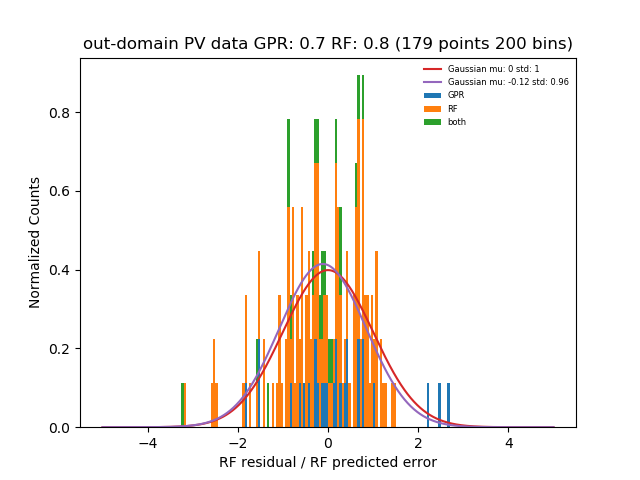 out-domain PV data GPR: 0.7 RF: 0.8 (179 points 200 bins)
Gaussian mu: 0 std: 1
Gaussian mu: -0.12 std: 0.96
GPR
RF
both
Normalized Counts
0.8
0.6
0.4
0.2
0.0
−4
−2
0
2
4
RF residual / RF predicted error